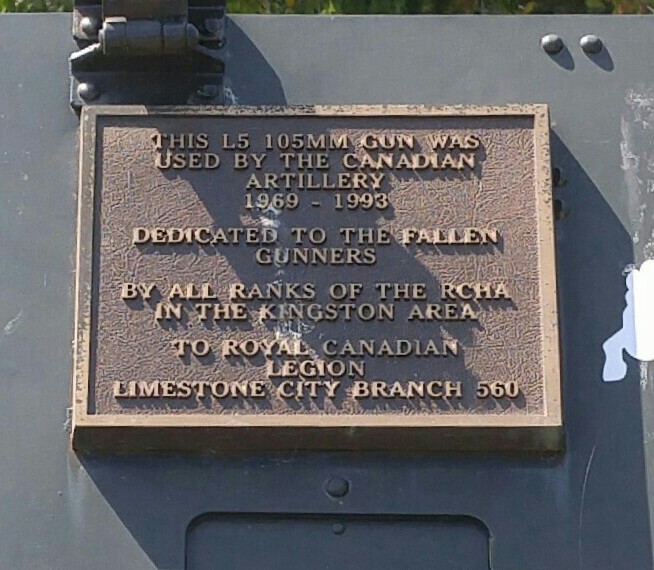 THIS L5 105MM GUN WAS
USED BY THE CANADIAN
ARTILLERY
1969 - 1993
DEDICATED TO THE FALLEN
GUNNERS
BY ALL RANKS OF THE RCHA
IN THE KINGSTON AREA
TO ROYAL CANADIAN
LEGION
LIMESTONE CITY BRANCH 560